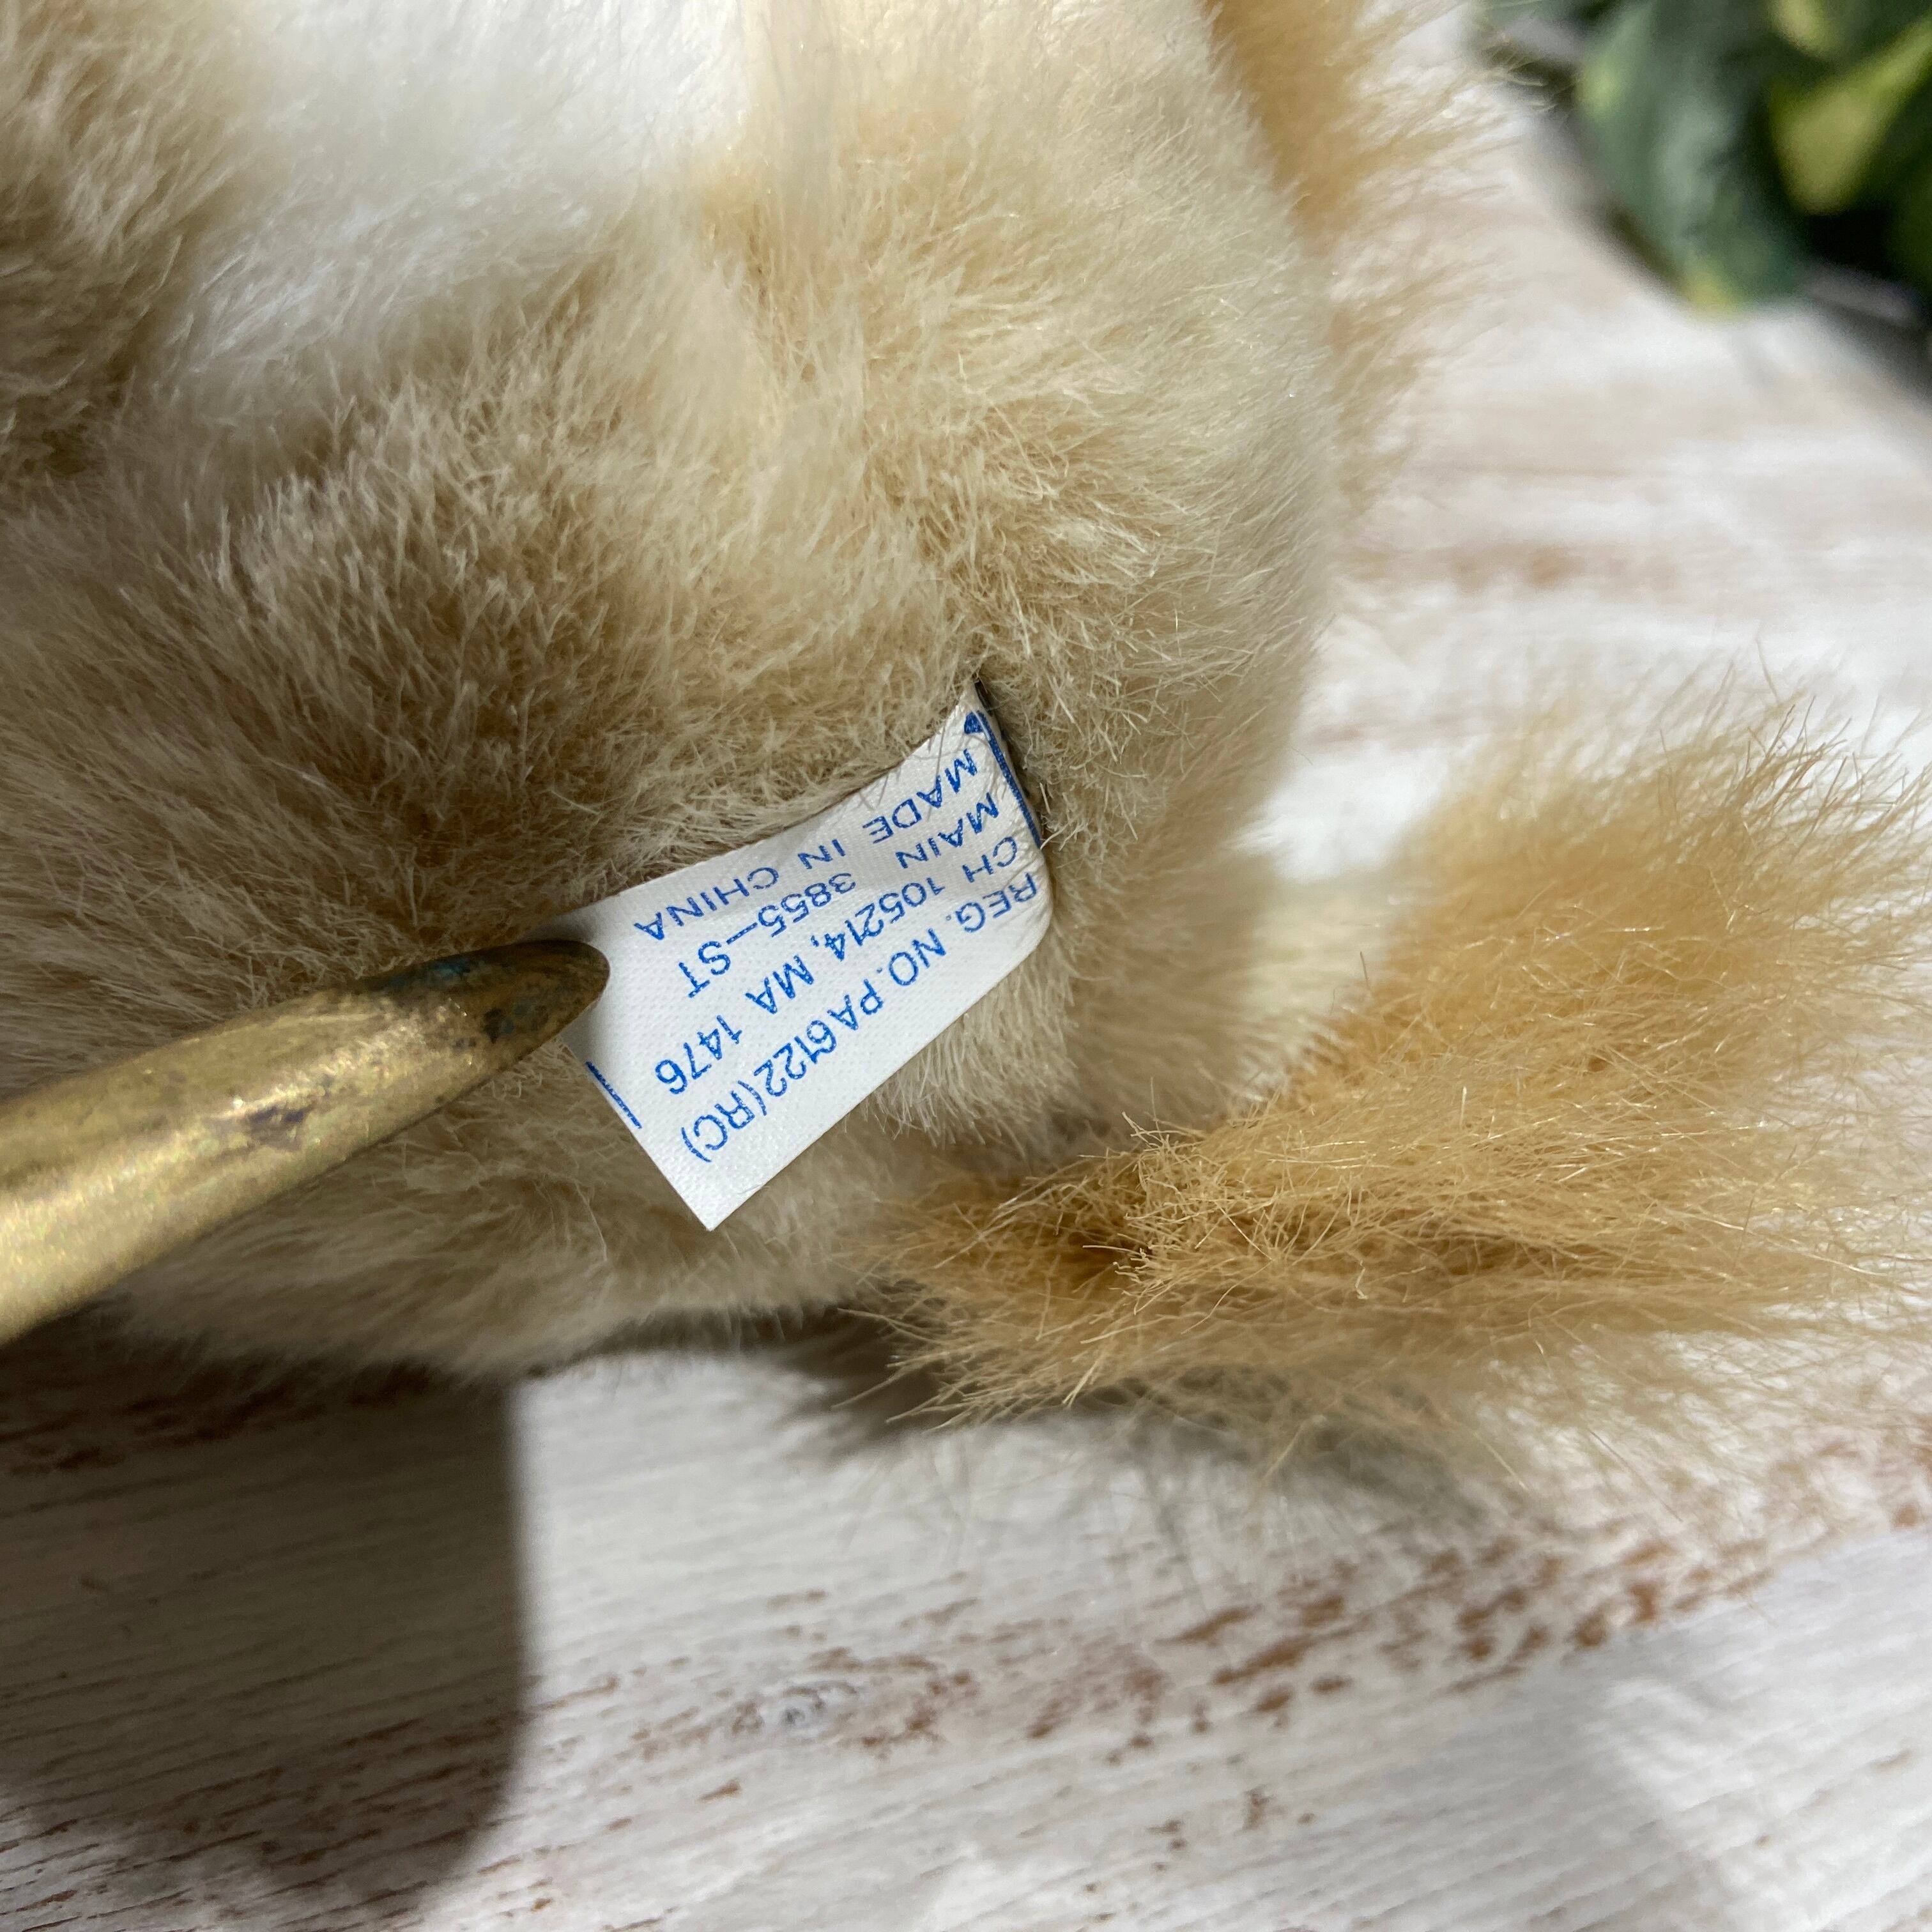 REG. NO. PA6122(RC)
CH 105214, MA 1476
MAIN 3855—ST
MADE IN CHINA